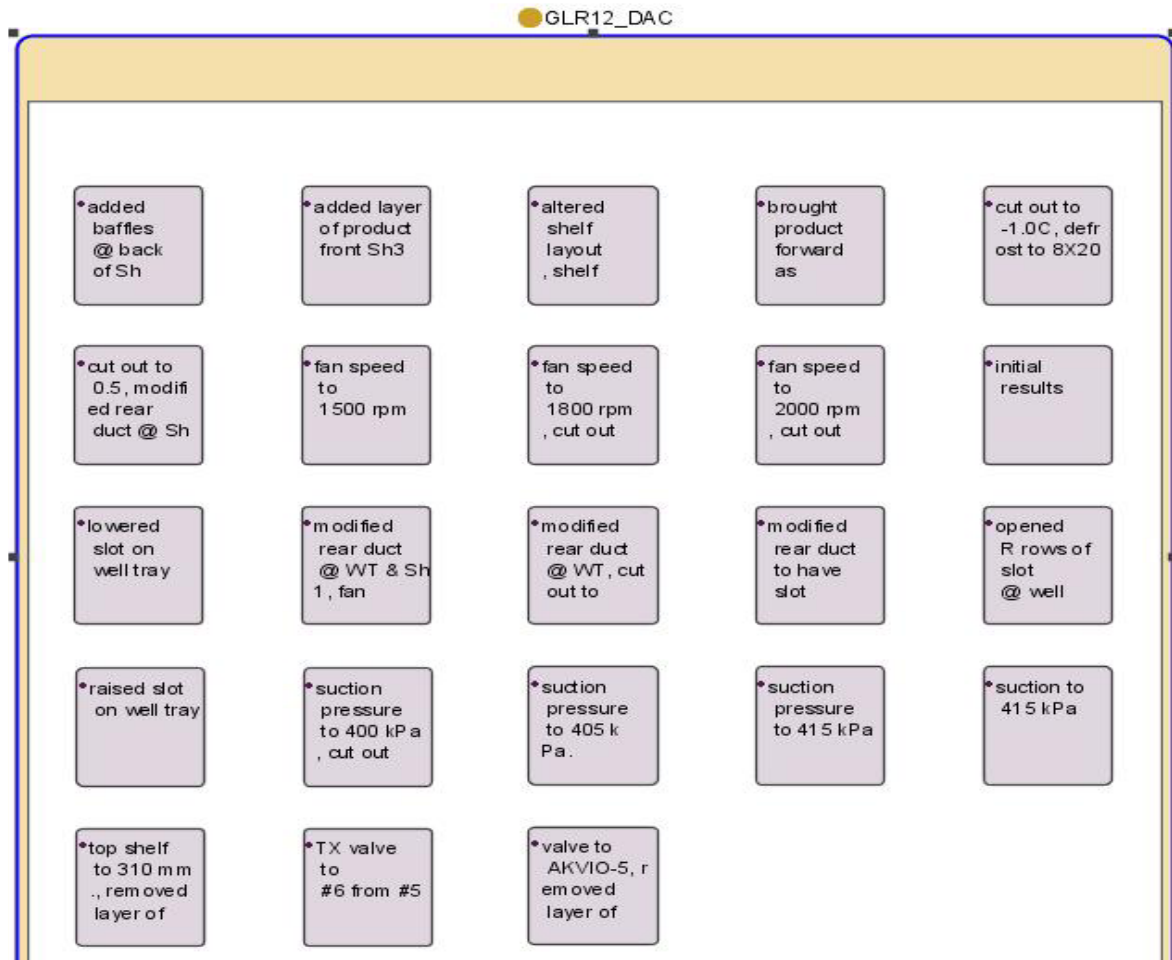 GLR12_DAC
added
baffles
@ back
of Sh
added layer
of product
front Sh3
altered
shelf
layout
, shelf
brought
product
forward
as
cut out to
-1.0C, defr
ost to 8X20
cut out to
0.5, modifi
ed rear
duct @ Sh
fan speed
to
1500 rpm
fan speed
to
1800 rpm
, cut out
fan speed
to
2000 rpm
, cut out
initial
results
lowered
slot on
well tray
modified
rear duct
@ WT & Sh
1, fan
modified
rear duct
@ WT, cut
out to
modified
rear duct
to have
slot
opened
R rows of
slot
@ well
raised slot
on well tray
suction
pressure
to 400 kPa
, cut out
suction
pressure
to 405 k
Pa.
suction
pressure
to 415 kPa
suction to
415 kPa
top shelf
to 310 mm
., removed
layer of
TX valve
to
#6 from #5
valve to
AKVIO-5, r
emoved
layer of